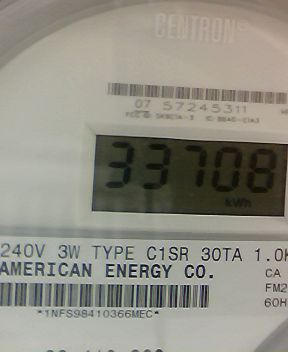 CENTRON®
07 57245311
33708
kWh
240V 3W TYPE C1SR 30TA 1.0K
AMERICAN ENERGY CO.
CA
FM2
60H
*1NFS98410366MEC*